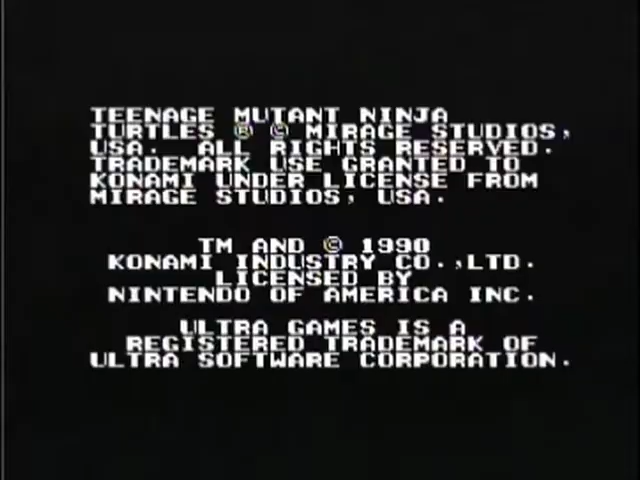 TEENAGE MUTANT NINJA
TURTLES ® © MIRAGE STUDIOS,
USA. ALL RIGHTS RESERVED.
TRADEMARK USE GRANTED TO
KONAMI UNDER LICENSE FROM
MIRAGE STUDIOS, USA.
TM AND © 1990
KONAMI INDUSTRY CO.,LTD.
LICENSED BY
NINTENDO OF AMERICA INC.
ULTRA GAMES IS A
REGISTERED TRADEMARK OF
ULTRA SOFTWARE CORPORATION.